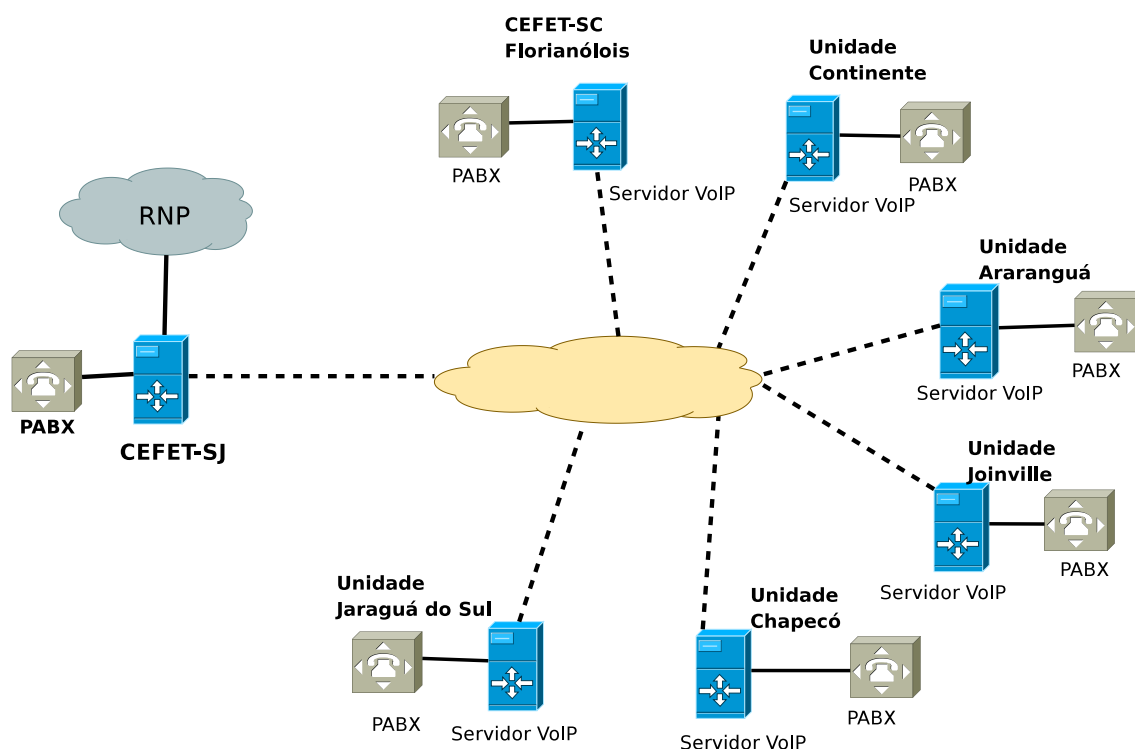 CEFET-SC
Florianólois
PABX
Servidor VoIP
Unidade
Continente
PABX
Servidor VoIP
RNP
PABX
CEFET-SJ
Unidade
Araranguá
PABX
Servidor VoIP
Unidade
Joinville
PABX
Servidor VoIP
Unidade
Jaraguá do Sul
PABX
Servidor VoIP
Unidade
Chapecó
PABX
Servidor VoIP